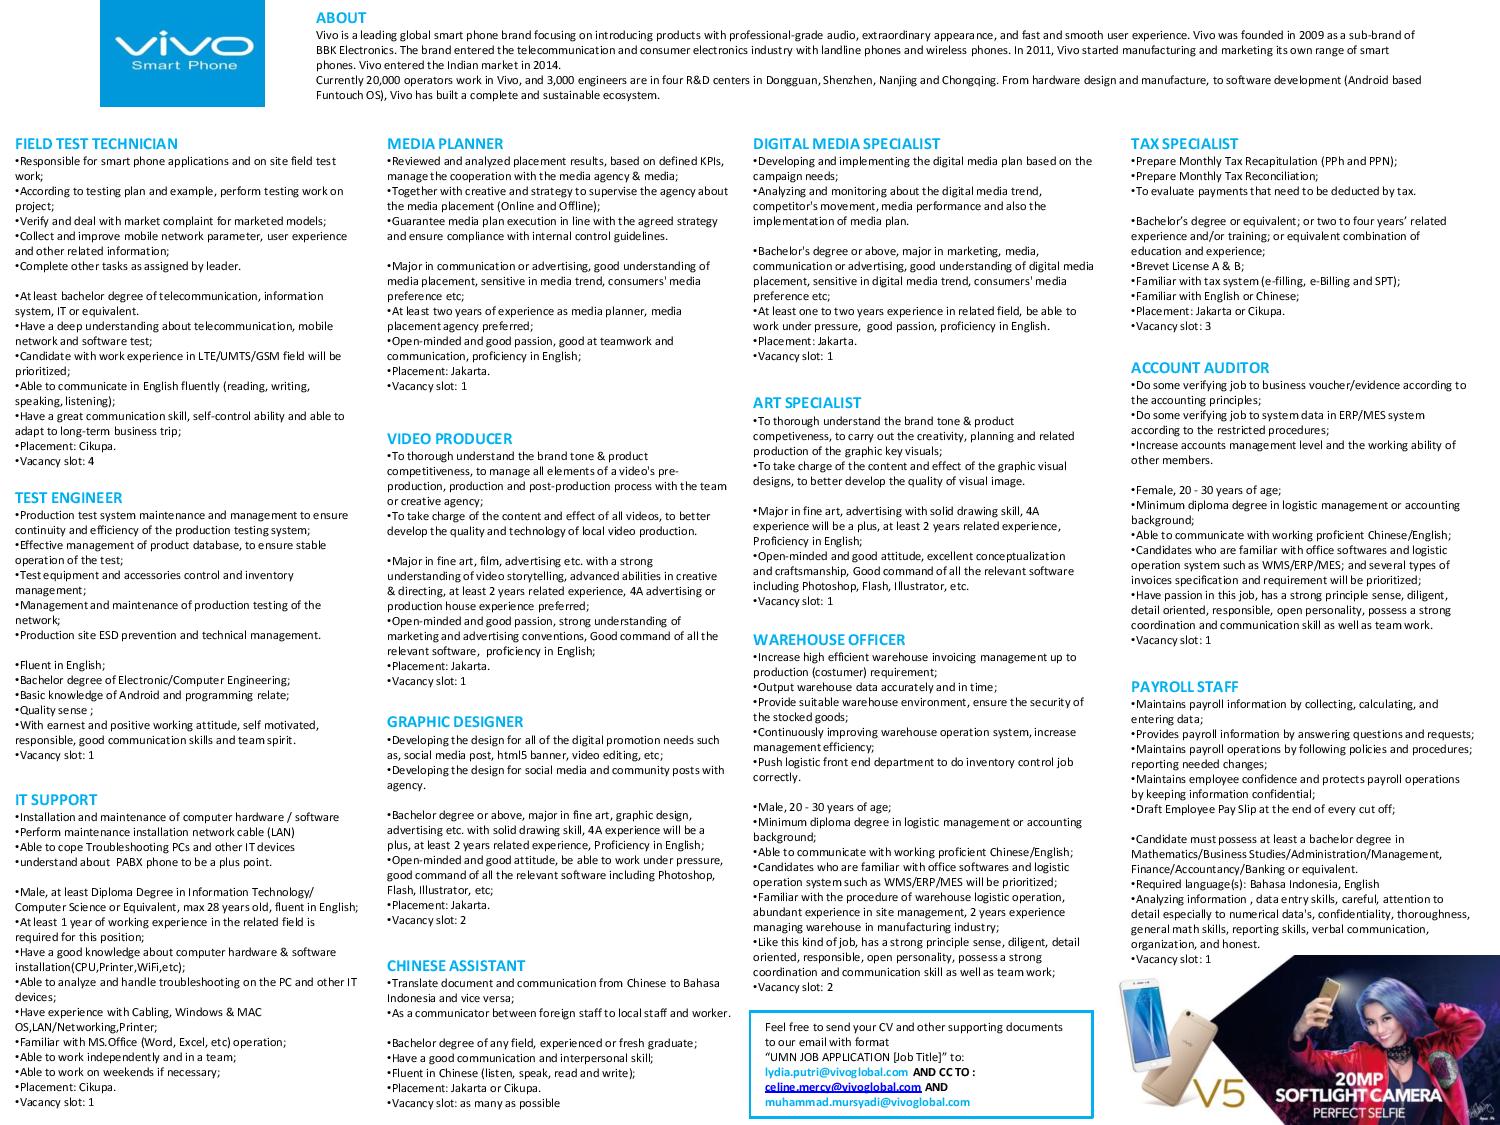 vivo
Smart Phone
ABOUT
Vivo is a leading global smart phone brand focusing on introducing products with professional-grade audio, extraordinary appearance, and fast and smooth user experience. Vivo was founded in 2009 as a sub-brand of
BBK Electronics. The brand entered the telecommunication and consumer electronics industry with landline phones and wireless phones. In 2011, Vivo started manufacturing and marketing its own range of smart
phones. Vivo entered the Indian market in 2014.
Currently 20,000 operators work in Vivo, and 3,000 engineers are in four R&D centers in Dongguan, Shenzhen, Nanjing and Chongqing. From hardware design and manufacture, to software development (Android based
Funtouch OS), Vivo has built a complete and sustainable ecosystem.
FIELD TEST TECHNICIAN
•Responsible for smart phone applications and on site field test
work;
•According to testing plan and example, perform testing work on
project;
•Verify and deal with market complaint for marketed models;
•Collect and improve mobile network parameter, user experience
and other related information;
•Complete other tasks as assigned by leader.
•At least bachelor degree of telecommunication, information
system, IT or equivalent.
•Have a deep understanding about telecommunication, mobile
network and software test;
•Candidate with work experience in LTE/UMTS/GSM field will be
prioritized;
•Able to communicate in English fluently (reading, writing,
speaking, listening);
•Have a great communication skill, self-control ability and able to
adapt to long-term business trip;
•Placement: Cikupa.
•Vacancy slot: 4
TEST ENGINEER
•Production test system maintenance and management to ensure
continuity and efficiency of the production testing system;
•Effective management of product database, to ensure stable
operation of the test;
•Test equipment and accessories control and inventory
management;
•Management and maintenance of production testing of the
network;
•Production site ESD prevention and technical management.
•Fluent in English;
•Bachelor degree of Electronic/Computer Engineering;
•Basic knowledge of Android and programming relate;
•Quality sense ;
•With earnest and positive working attitude, self motivated,
responsible, good communication skills and team spirit.
•Vacancy slot: 1
IT SUPPORT
•Installation and maintenance of computer hardware / software
•Perform maintenance installation network cable (LAN)
•Able to cope Troubleshooting PCs and other IT devices
•understand about PABX phone to be a plus point.
•Male, at least Diploma Degree in Information Technology/
Computer Science or Equivalent, max 28 years old, fluent in English;
•At least 1 year of working experience in the related field is
required for this position;
•Have a good knowledge about computer hardware & software
installation(CPU,Printer,WiFi,etc);
•Able to analyze and handle troubleshooting on the PC and other IT
devices;
•Have experience with Cabling, Windows & MAC
OS,LAN/Networking,Printer;
•Familiar with MS.Office (Word, Excel, etc) operation;
•Able to work independently and in a team;
•Able to work on weekends if necessary;
•Placement: Cikupa.
•Vacancy slot: 1
MEDIA PLANNER
•Reviewed and analyzed placement results, based on defined KPIs,
manage the cooperation with the media agency & media;
•Together with creative and strategy to supervise the agency about
the media placement (Online and Offline);
•Guarantee media plan execution in line with the agreed strategy
and ensure compliance with internal control guidelines.
•Major in communication or advertising, good understanding of
media placement, sensitive in media trend, consumers' media
preference etc;
•At least two years of experience as media planner, media
placement agency preferred;
•Open-minded and good passion, good at teamwork and
communication, proficiency in English;
•Placement: Jakarta.
•Vacancy slot: 1
VIDEO PRODUCER
•To thorough understand the brand tone & product
competitiveness, to manage all elements of a video's pre-
production, production and post-production process with the team
or creative agency;
•To take charge of the content and effect of all videos, to better
develop the quality and technology of local video production.
•Major in fine art, film, advertising etc. with a strong
understanding of video storytelling, advanced abilities in creative
& directing, at least 2 years related experience, 4A advertising or
production house experience preferred;
•Open-minded and good passion, strong understanding of
marketing and advertising conventions, Good command of all the
relevant software, proficiency in English;
•Placement: Jakarta.
•Vacancy slot: 1
GRAPHIC DESIGNER
•Developing the design for all of the digital promotion needs such
as, social media post, html5 banner, video editing, etc;
•Developing the design for social media and community posts with
agency.
•Bachelor degree or above, major in fine art, graphic design,
advertising etc. with solid drawing skill, 4A experience will be a
plus, at least 2 years related experience, Proficiency in English;
•Open-minded and good attitude, be able to work under pressure,
good command of all the relevant software including Photoshop,
Flash, Illustrator, etc;
•Placement: Jakarta.
•Vacancy slot: 2
CHINESE ASSISTANT
•Translate document and communication from Chinese to Bahasa
Indonesia and vice versa;
•As a communicator between foreign staff to local staff and worker.
•Bachelor degree of any field, experienced or fresh graduate;
•Have a good communication and interpersonal skill;
•Fluent in Chinese (listen, speak, read and write);
•Placement: Jakarta or Cikupa.
•Vacancy slot: as many as possible
DIGITAL MEDIA SPECIALIST
•Developing and implementing the digital media plan based on the
campaign needs;
•Analyzing and monitoring about the digital media trend,
competitor's movement, media performance and also the
implementation of media plan.
•Bachelor's degree or above, major in marketing, media,
communication or advertising, good understanding of digital media
placement, sensitive in digital media trend, consumers' media
preference etc;
•At least one to two years experience in related field, be able to
work under pressure, good passion, proficiency in English.
•Placement: Jakarta.
•Vacancy slot: 1
ART SPECIALIST
•To thorough understand the brand tone & product
competiveness, to carry out the creativity, planning and related
production of the graphic key visuals;
•To take charge of the content and effect of the graphic visual
designs, to better develop the quality of visual image.
•Major in fine art, advertising with solid drawing skill, 4A
experience will be a plus, at least 2 years related experience,
Proficiency in English;
•Open-minded and good attitude, excellent conceptualization
and craftsmanship, Good command of all the relevant software
including Photoshop, Flash, Illustrator, etc.
•Vacancy slot: 1
WAREHOUSE OFFICER
•Increase high efficient warehouse invoicing management up to
production (costumer) requirement;
•Output warehouse data accurately and in time;
•Provide suitable warehouse environment, ensure the security of
the stocked goods;
•Continuously improving warehouse operation system, increase
management efficiency;
•Push logistic front end department to do inventory control job
correctly.
•Male, 20 - 30 years of age;
•Minimum diploma degree in logistic management or accounting
background;
•Able to communicate with working proficient Chinese/English;
•Candidates who are familiar with office softwares and logistic
operation system such as WMS/ERP/MES will be prioritized;
•Familiar with the procedure of warehouse logistic operation,
abundant experience in site management, 2 years experience
managing warehouse in manufacturing industry;
•Like this kind of job, has a strong principle sense, diligent, detail
oriented, responsible, open personality, possess a strong
coordination and communication skill as well as team work;
•Vacancy slot: 2
Feel free to send your CV and other supporting documents
to our email with format
“UMN JOB APPLICATION [Job Title]” to:
lydia.putri@vivoglobal.com AND CC TO :
celine.mercy@vivoglobal.com AND
muhammad.mursyadi@vivoglobal.com
TAX SPECIALIST
•Prepare Monthly Tax Recapitulation (PPh and PPN);
•Prepare Monthly Tax Reconciliation;
•To evaluate payments that need to be deducted by tax.
•Bachelor’s degree or equivalent; or two to four years’ related
experience and/or training; or equivalent combination of
education and experience;
•Brevet License A & B;
•Familiar with tax system (e-filling, e-Billing and SPT);
•Familiar with English or Chinese;
•Placement: Jakarta or Cikupa.
•Vacancy slot: 3
ACCOUNT AUDITOR
•Do some verifying job to business voucher/evidence according to
the accounting principles;
•Do some verifying job to system data in ERP/MES system
according to the restricted procedures;
•Increase accounts management level and the working ability of
other members.
•Female, 20 - 30 years of age;
•Minimum diploma degree in logistic management or accounting
background;
•Able to communicate with working proficient Chinese/English;
•Candidates who are familiar with office softwares and logistic
operation system such as WMS/ERP/MES; and several types of
invoices specification and requirement will be prioritized;
•Have passion in this job, has a strong principle sense, diligent,
detail oriented, responsible, open personality, possess a strong
coordination and communication skill as well as team work.
•Vacancy slot: 1
PAYROLL STAFF
•Maintains payroll information by collecting, calculating, and
entering data;
•Provides payroll information by answering questions and requests;
•Maintains payroll operations by following policies and procedures;
reporting needed changes;
•Maintains employee confidence and protects payroll operations
by keeping information confidential;
•Draft Employee Pay Slip at the end of every cut off;
•Candidate must possess at least a bachelor degree in
Mathematics/Business Studies/Administration/Management,
Finance/Accountancy/Banking or equivalent.
•Required language(s): Bahasa Indonesia, English
•Analyzing information , data entry skills, careful, attention to
detail especially to numerical data's, confidentiality, thoroughness,
general math skills, reporting skills, verbal communication,
organization, and honest.
•Vacancy slot: 1
V5
20MP
SOFTLIGHT CAMERA
PERFECT SELFIE